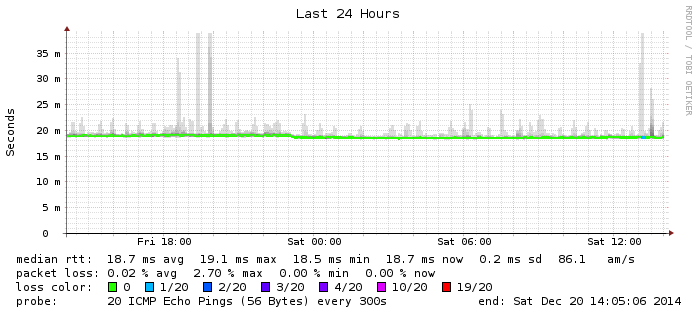 Last 24 Hours
RRDTOOL / TOBI OETIKER
Seconds
35 m
30 m
25 m
20 m
15 m
10 m
5 m
0
Fri 18:00 Sat 00:00 Sat 06:00 Sat 12:00
median rtt: 18.7 ms avg 19.1 ms max 18.5 ms min 18.7 ms now 0.2 ms sd 86.1 am/s
packet loss: 0.02 % avg 2.70 % max 0.00 % min 0.00 % now
loss color: 0 1/20 2/20 3/20 4/20 10/20 19/20
probe: 20 ICMP Echo Pings (56 Bytes) every 300s end: Sat Dec 20 14:05:06 2014